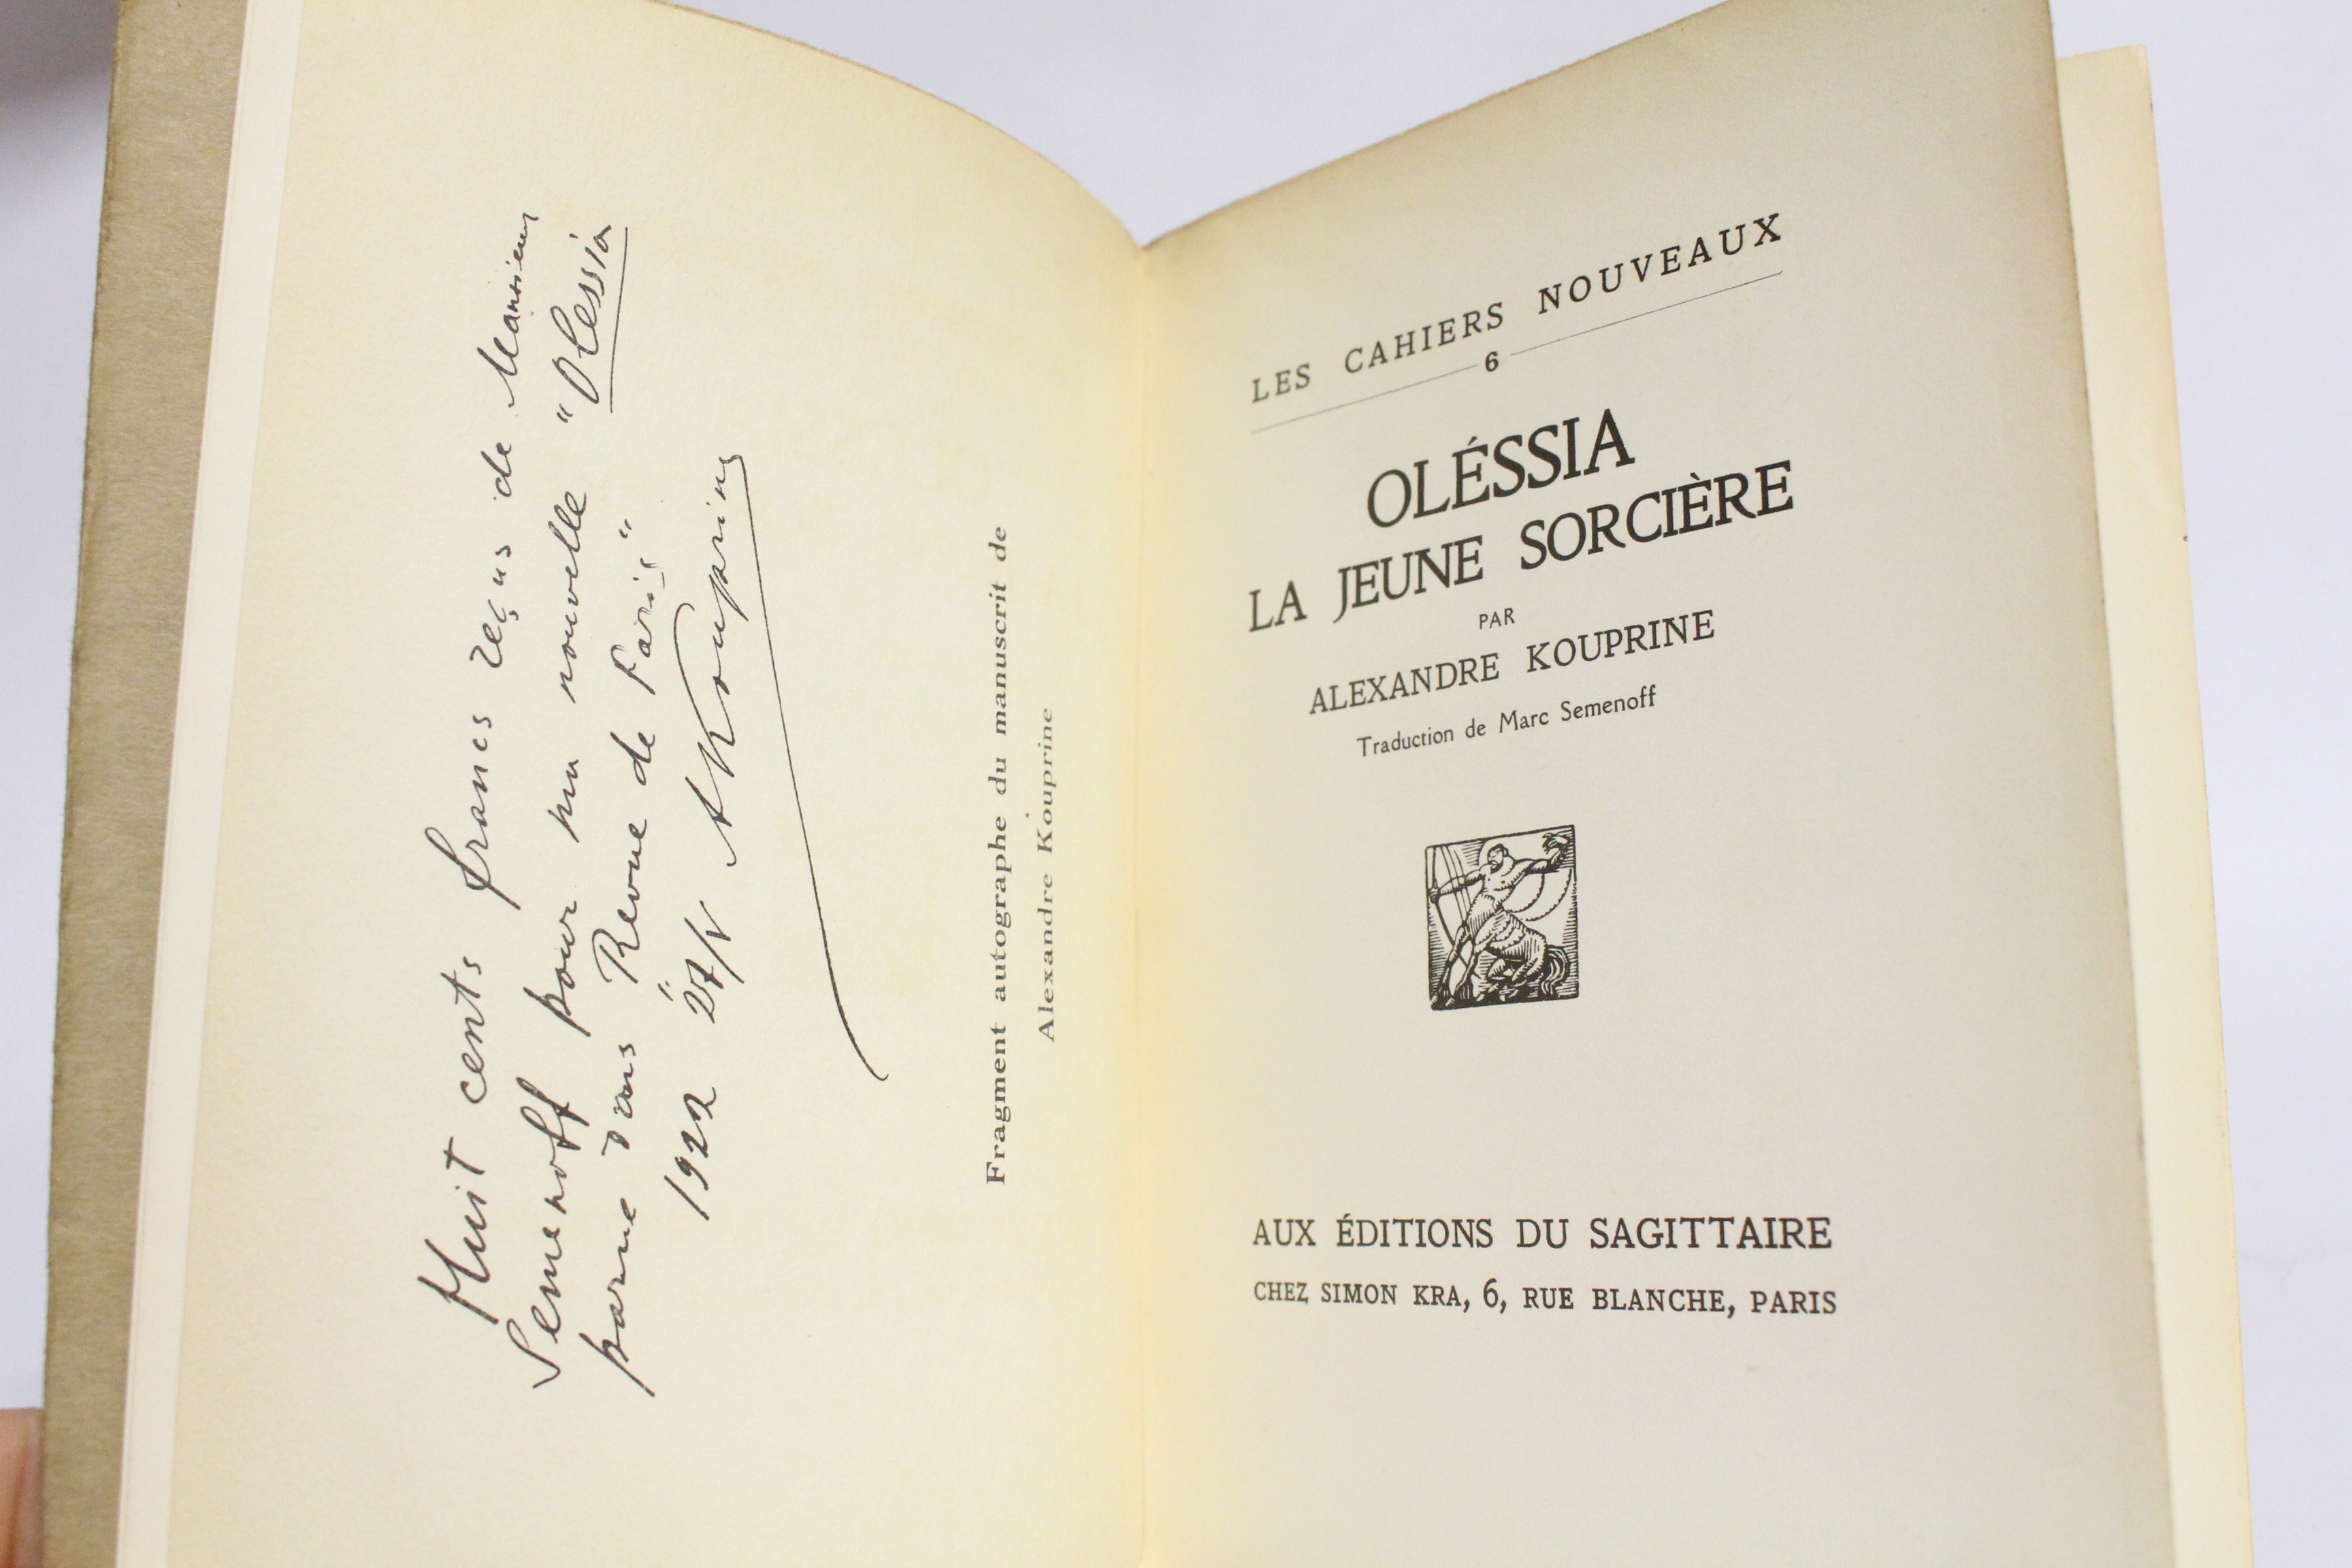 Huit cents francs reçus de Monsieur
Semenoff pour ma nouvelle "Olessia
parue dans "Revue de Paris"
1922 27/V AKouprine
Fragment autographe du manuscrit de
Alexandre Kouprine
LES CAHIERS NOUVEAUX
6
OLÉSSIA
LA JEUNE SORCIÈRE
PAR
ALEXANDRE KOUPRINE
Traduction de Marc Semenoff
AUX ÉDITIONS DU SAGITTAIRE
CHEZ SIMON KRA, 6, RUE BLANCHE, PARIS